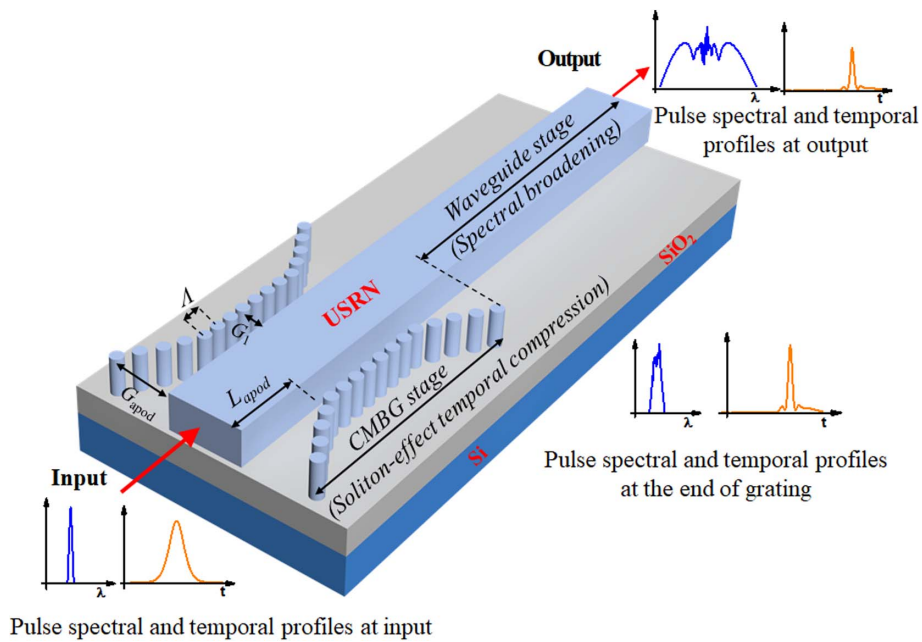 Output
λ
t
Pulse spectral and temporal
profiles at output
Waveguide stage
(Spectral broadening)
SiO2
USRN
Λ
G1
Gapod
Lapod
CMBG stage
(Soliton-effect temporal compression)
Si
λ
t
Pulse spectral and temporal profiles
at the end of grating
Input
λ
t
Pulse spectral and temporal profiles at input